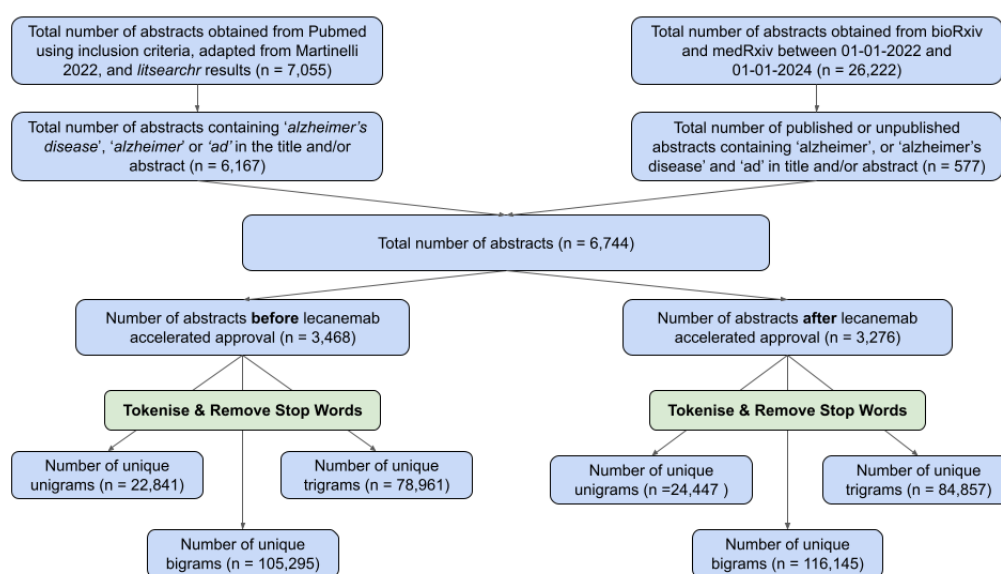 Total number of abstracts obtained from Pubmed
using inclusion criteria, adapted from Martinelli
2022, and litsearchr results (n = 7,055)
Total number of abstracts obtained from bioRxiv
and medRxiv between 01-01-2022 and
01-01-2024 (n = 26,222)
Total number of abstracts containing ‘alzheimer’s
disease’, ‘alzheimer’ or ‘ad’ in the title and/or
abstract (n = 6,167)
Total number of published or unpublished
abstracts containing ‘alzheimer’, or ‘alzheimer’s
disease’ and ‘ad’ in title and/or abstract (n = 577)
Total number of abstracts (n = 6,744)
Number of abstracts before lecanemab
accelerated approval (n = 3,468)
Number of abstracts after lecanemab
accelerated approval (n = 3,276)
Tokenise & Remove Stop Words
Tokenise & Remove Stop Words
Number of unique
unigrams (n = 22,841)
Number of unique
trigrams (n = 78,961)
Number of unique
unigrams (n =24,447 )
Number of unique
trigrams (n = 84,857)
Number of unique
bigrams (n = 105,295)
Number of unique
bigrams (n = 116,145)